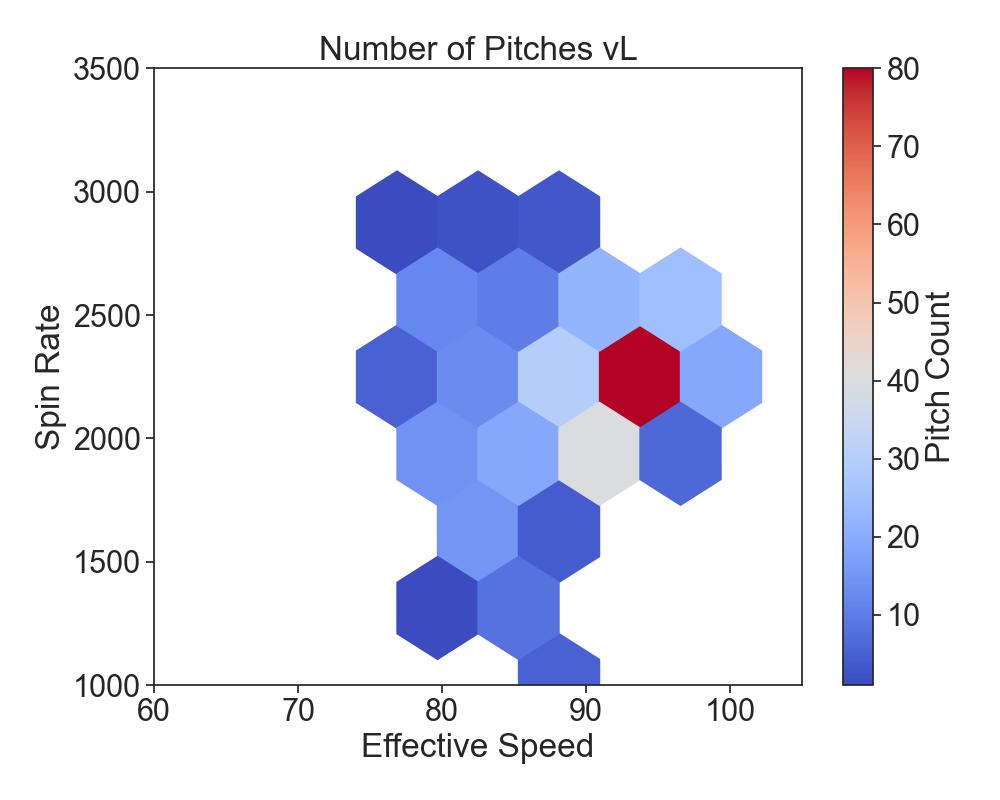 Number of Pitches vL
3500
3000
2500
2000
1500
1000
Spin Rate
60 70 80 90 100
Effective Speed
80
70
60
50
40
30
20
10
Pitch Count